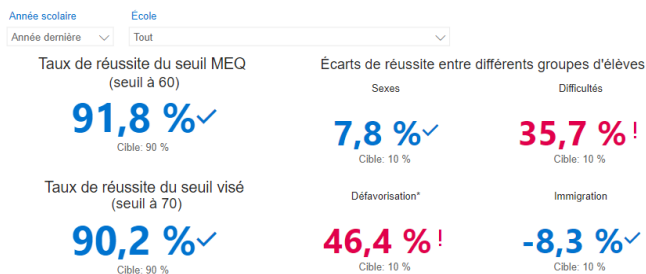 Année scolaire
École
Année dernière
Tout
Taux de réussite du seuil MEQ
(seuil à 60)
91,8 %
Cible: 90 %
Écarts de réussite entre différents groupes d'élèves
Sexes
Difficultés
7,8 %
35,7 % !
Cible: 10 %
Cible: 10 %
Taux de réussite du seuil visé
(seuil à 70)
90,2 %
Cible: 90 %
Défavorisation*
Immigration
46,4 % !
-8,3 %
Cible: 10 %
Cible: 10 %